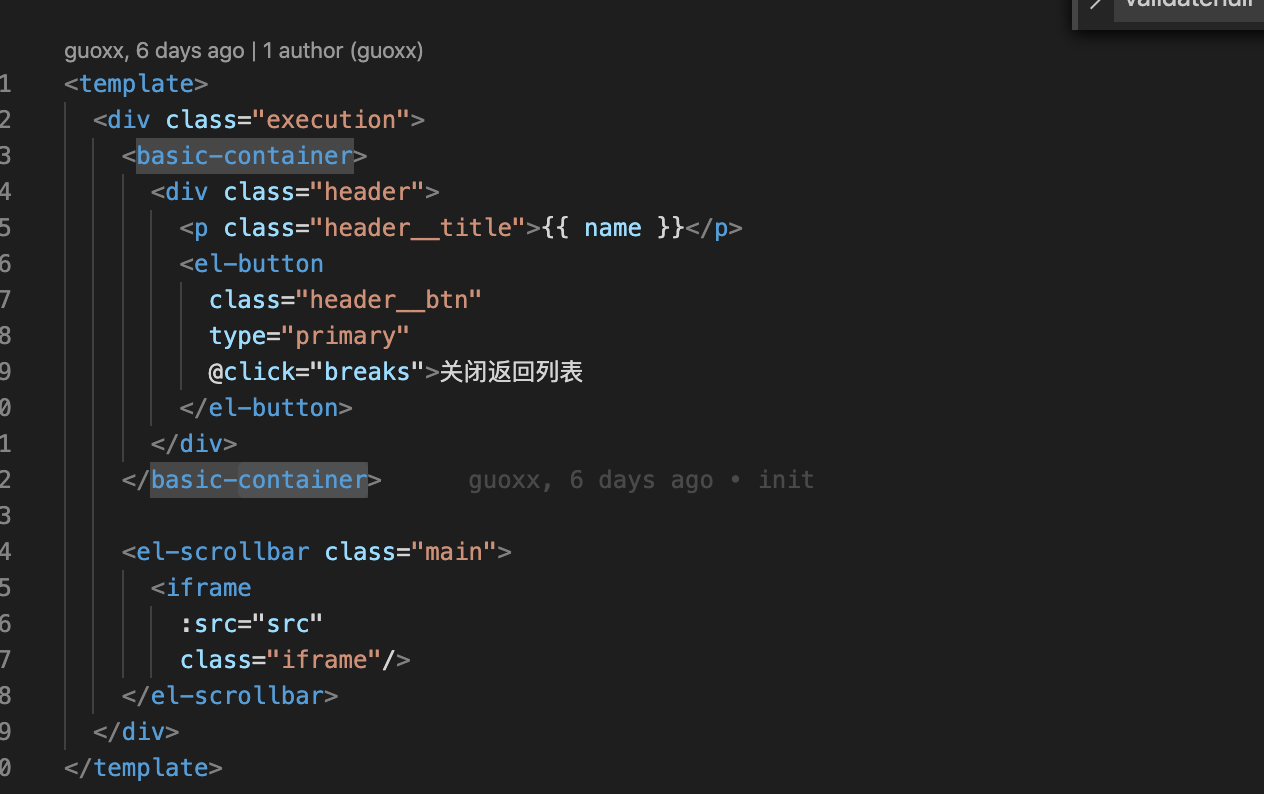 guoxx, 6 days ago | 1 author (guoxx)
1 <template>
2 <div class="execution">
3 <basic-container>
4 <div class="header">
5 <p class="header__title">{{ name }}</p>
6 <el-button
7 class="header__btn"
8 type="primary"
9 @click="breaks">关闭返回列表
0 </el-button>
1 </div>
2 </basic-container> guoxx, 6 days ago • init
3
4 <el-scrollbar class="main">
5 <iframe
6 :src="src"
7 class="iframe"/>
8 </el-scrollbar>
9 </div>
0 </template>